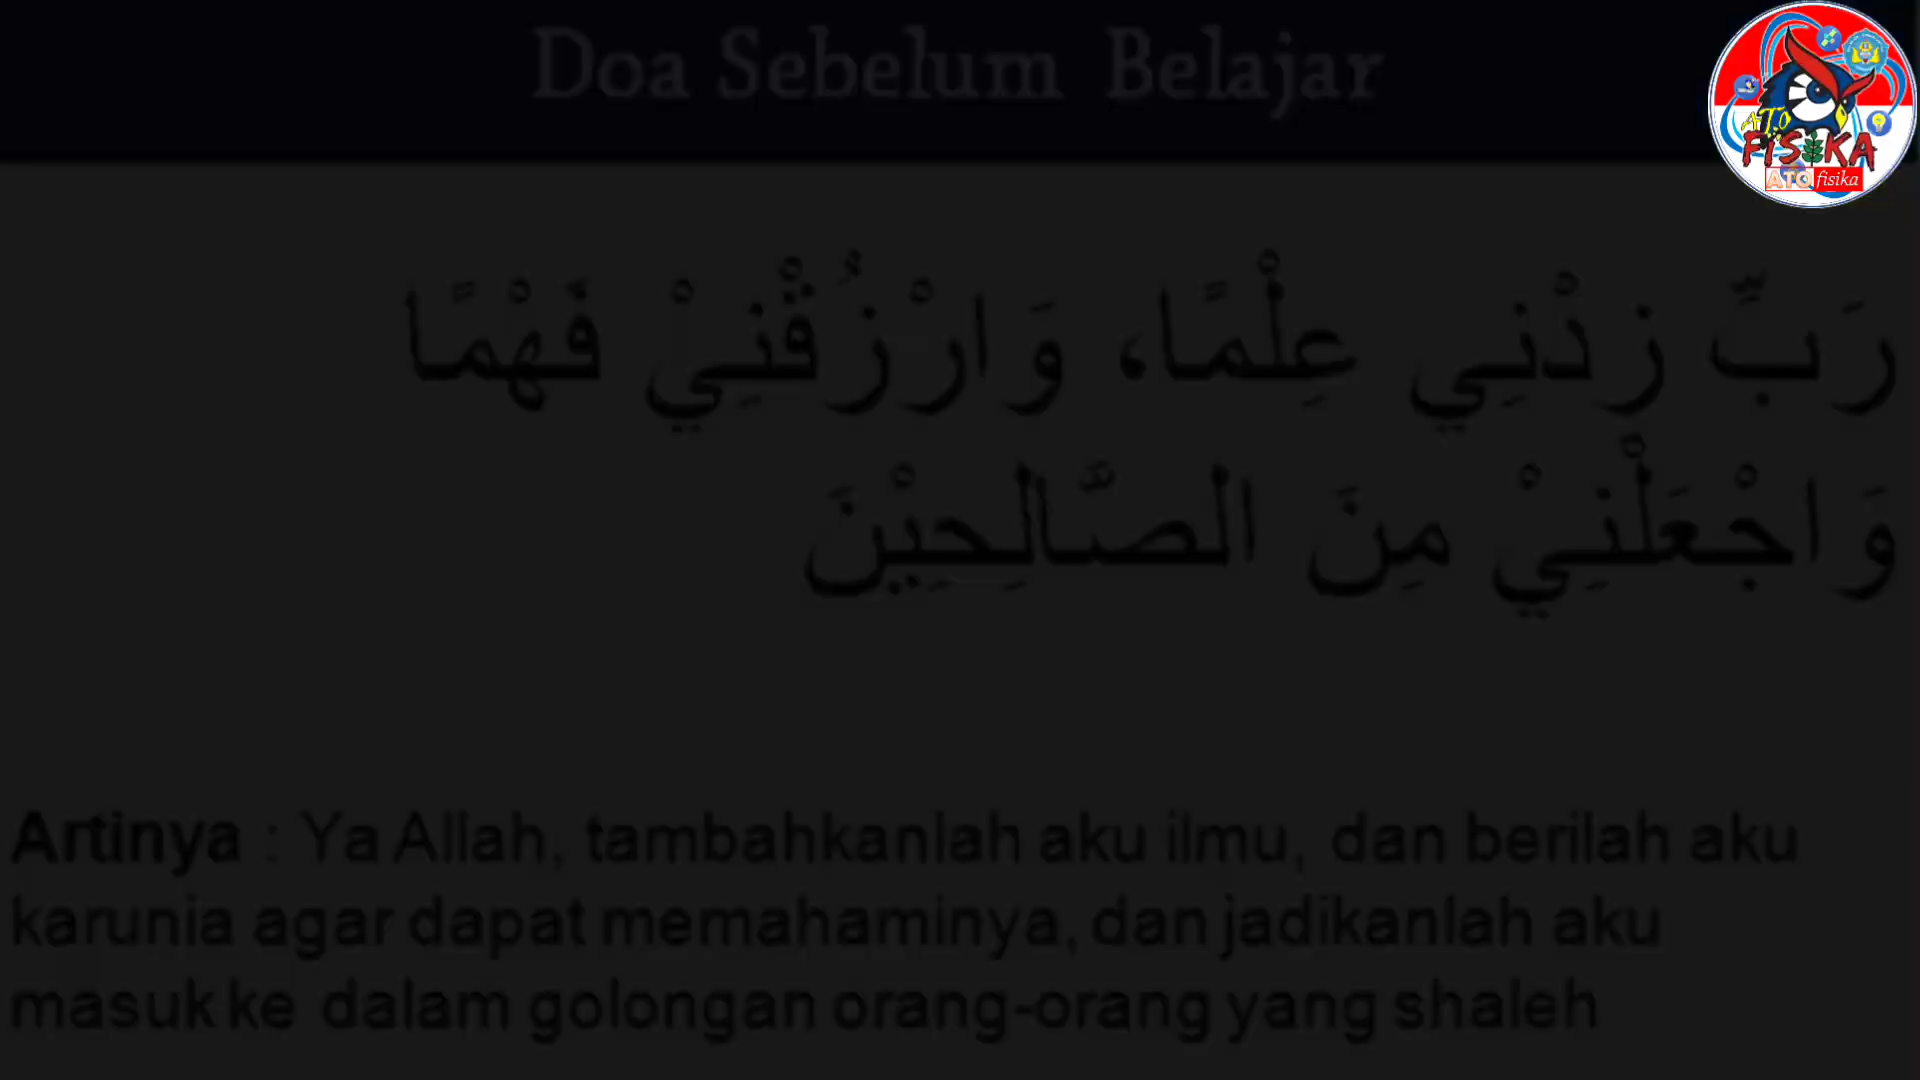 Doa Sebelum Belajar
ATO
FISIKA
ATO fisika
رَبِّ زِدْنِي عِلْمًا، وَارْزُقْنِيْ فَهْمًا
وَاجْعَلْنِيْ مِنَ الْصَّالِحِيْنَ
Artinya : Ya Allah, tambahkanlah aku ilmu, dan berilah aku
karunia agar dapat memahaminya, dan jadikanlah aku
masuk ke dalam golongan orang-orang yang shaleh